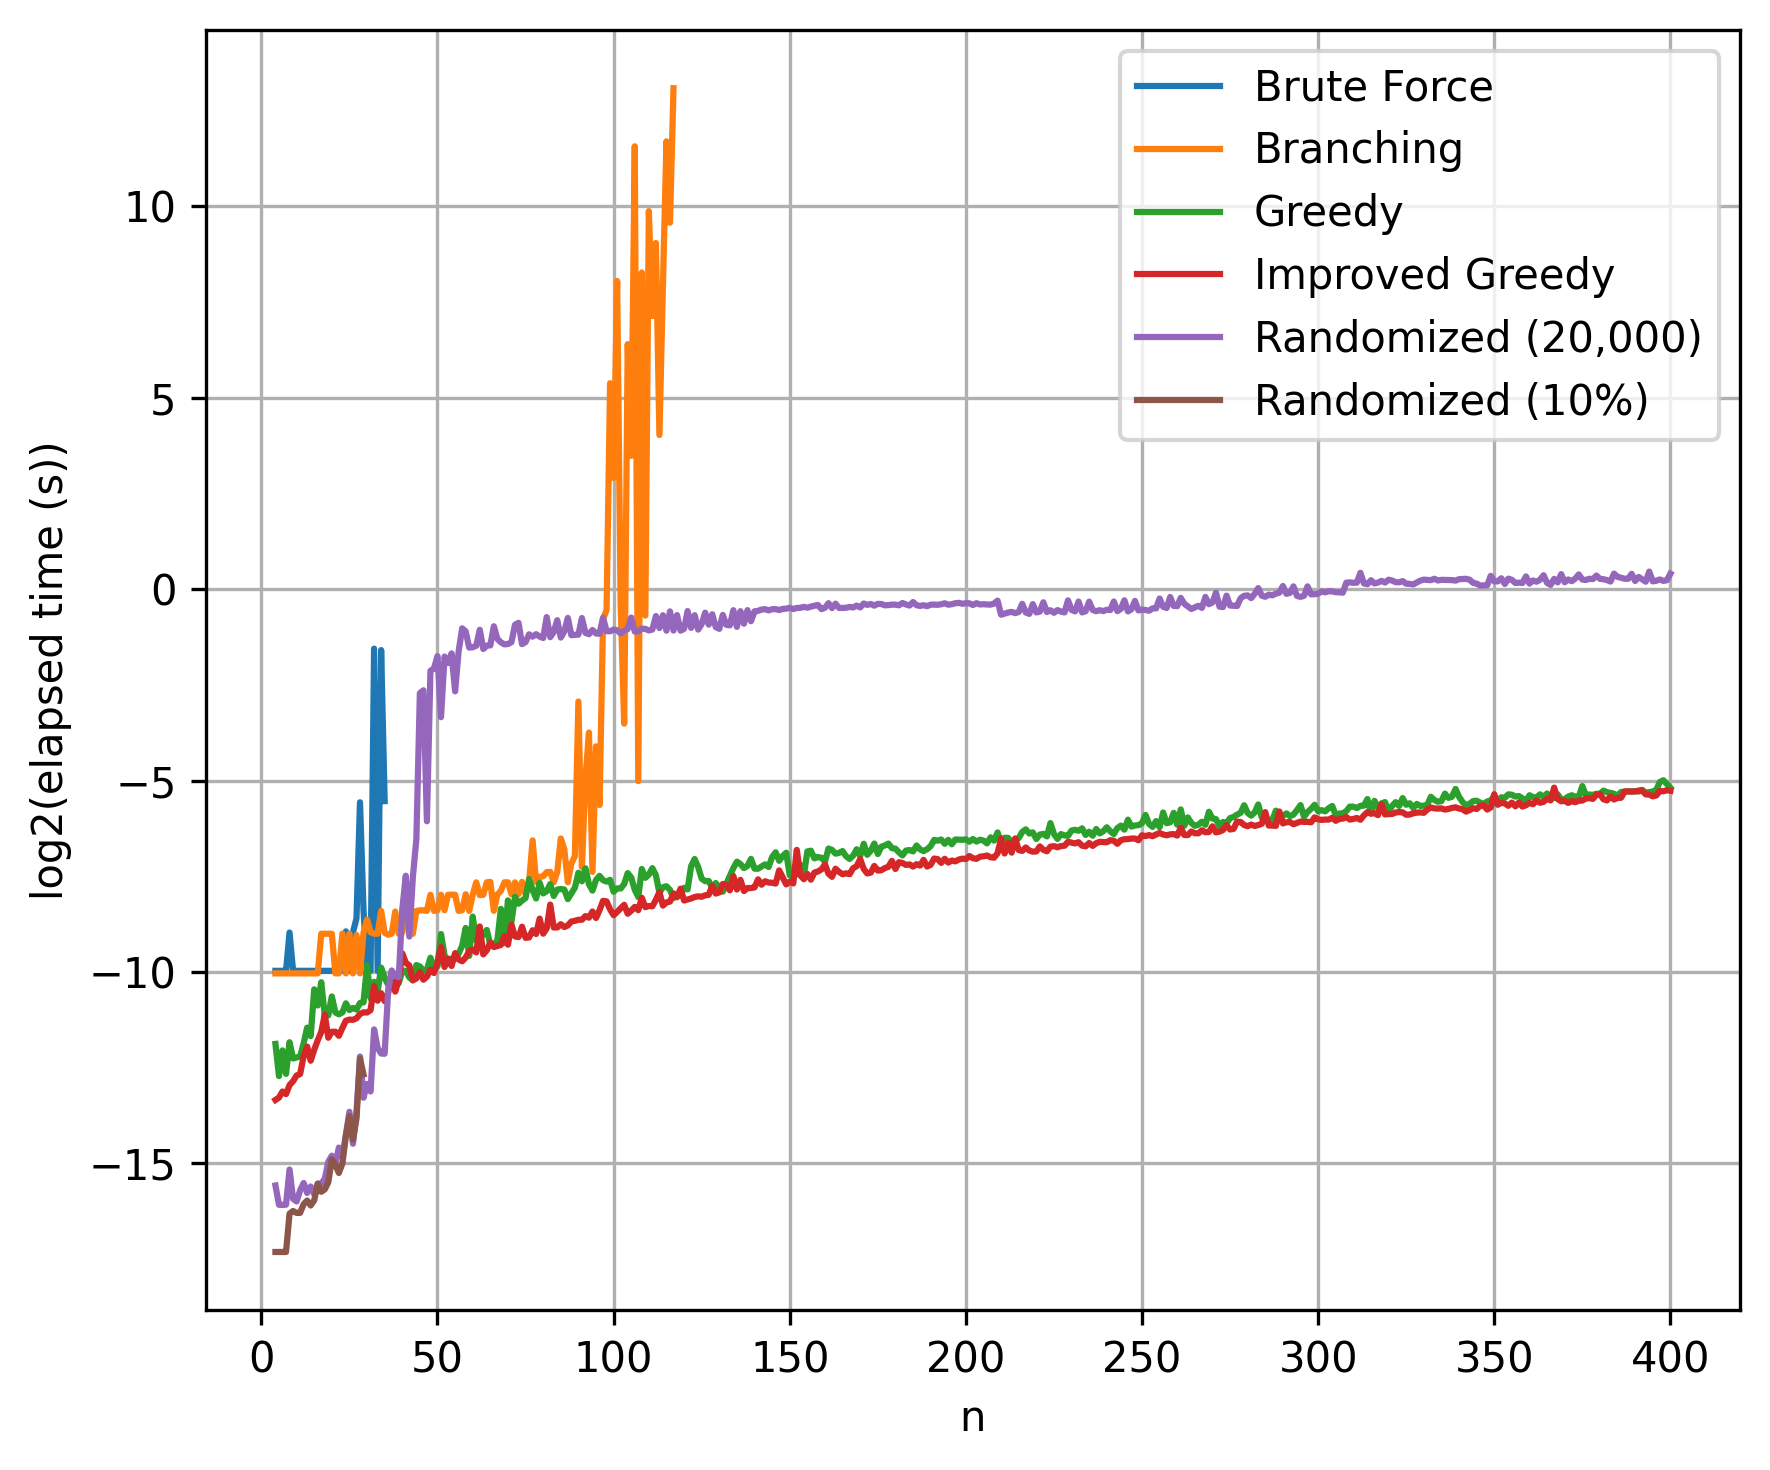 Brute Force
Branching
Greedy
Improved Greedy
Randomized (20,000)
Randomized (10%)
log2(elapsed time (s))
10
5
0
−5
−10
−15
0 50 100 150 200 250 300 350 400
n